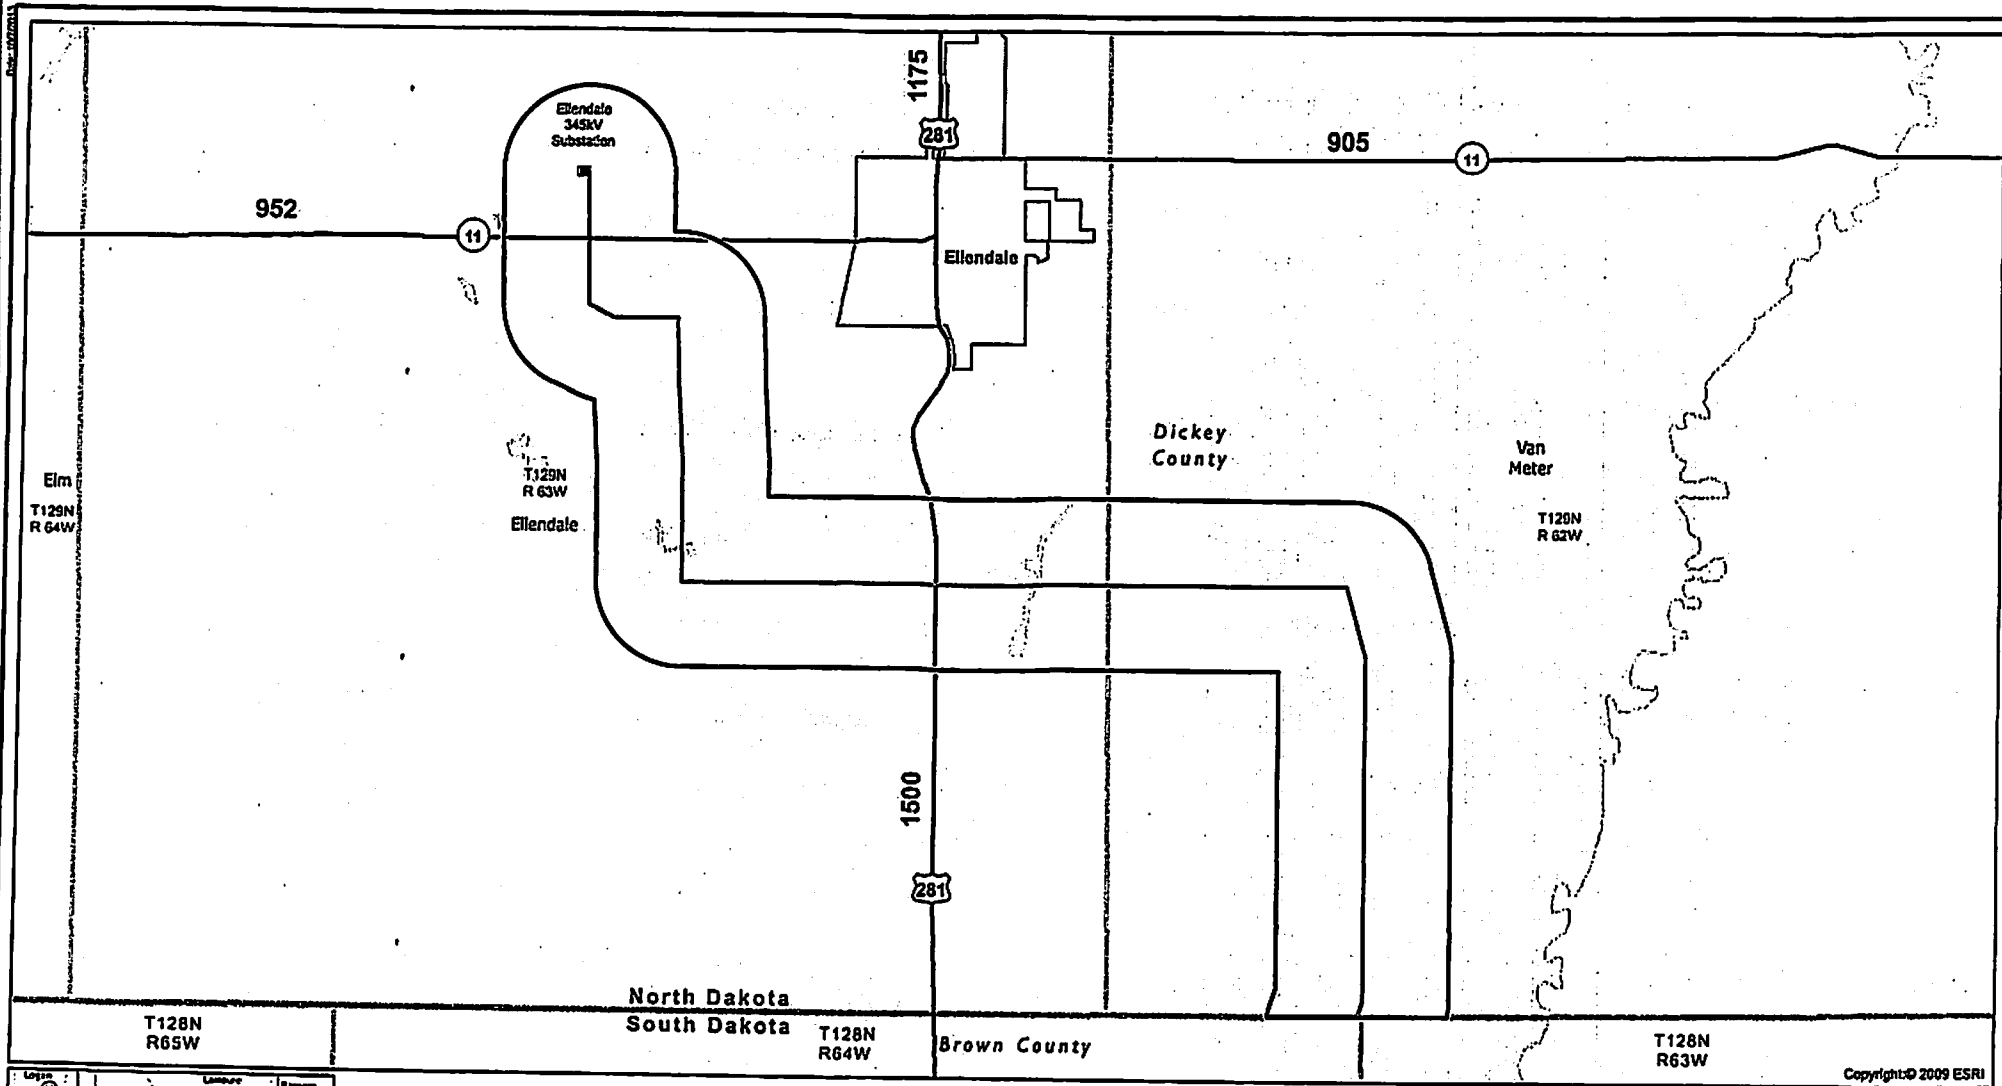 1175
Ellendale
345kV
Substation
281
905
11
952
11
Ellendale
Dickey
County
Van
Meter
Elm
T129N
R 63W
T129N
R 64W
Ellendale
T129N
R 62W
1500
281
North Dakota
South Dakota
T128N
R65W
T128N
R64W
Brown County
T128N
R63W
Copyright:© 2009 ESRI
Logan